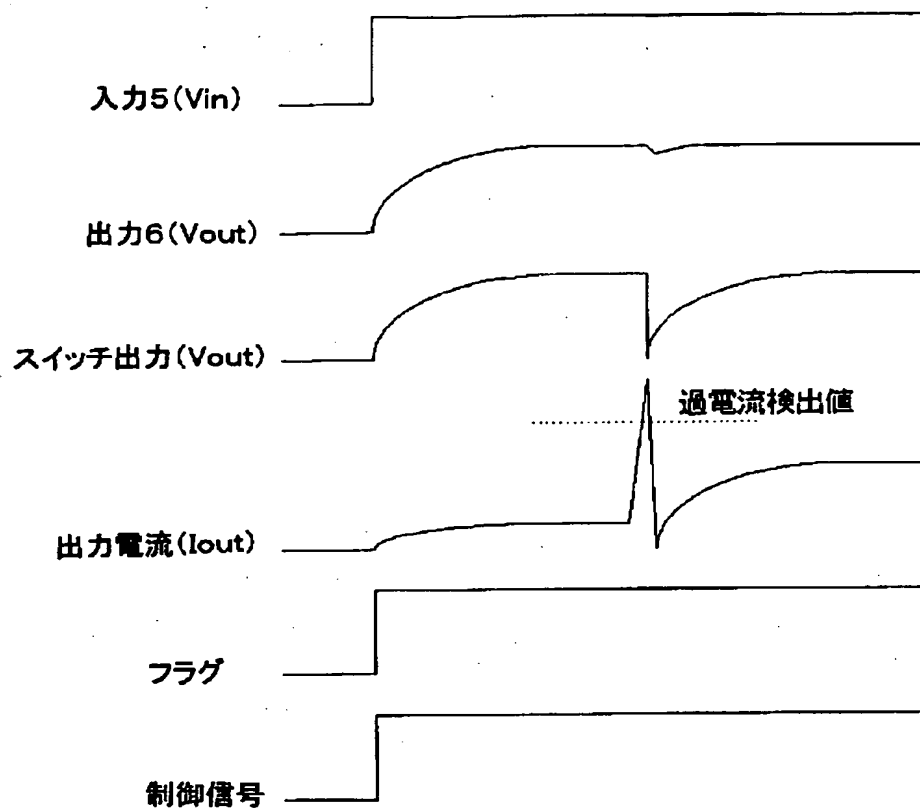 入力5(Vin)
出力6(Vout)
スイッチ出力(Vout)
過電流検出値
出力電流(Iout)
フラグ
制御信号